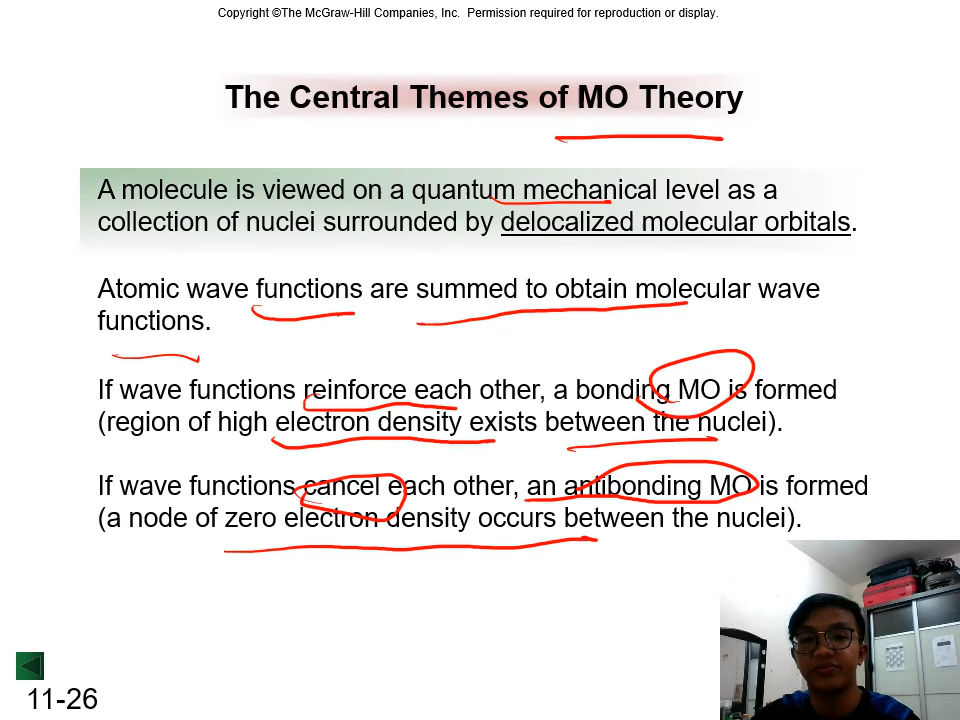 Copyright ©The McGraw-Hill Companies, Inc.  Permission required for reproduction or display.
The Central Themes of MO Theory
A molecule is viewed on a quantum mechanical level as a
collection of nuclei surrounded by delocalized molecular orbitals.
Atomic wave functions are summed to obtain molecular wave
functions.
If wave functions reinforce each other, a bonding MO is formed
(region of high electron density exists between the nuclei).
If wave functions cancel each other, an antibonding MO is formed
(a node of zero electron density occurs between the nuclei).
11-26